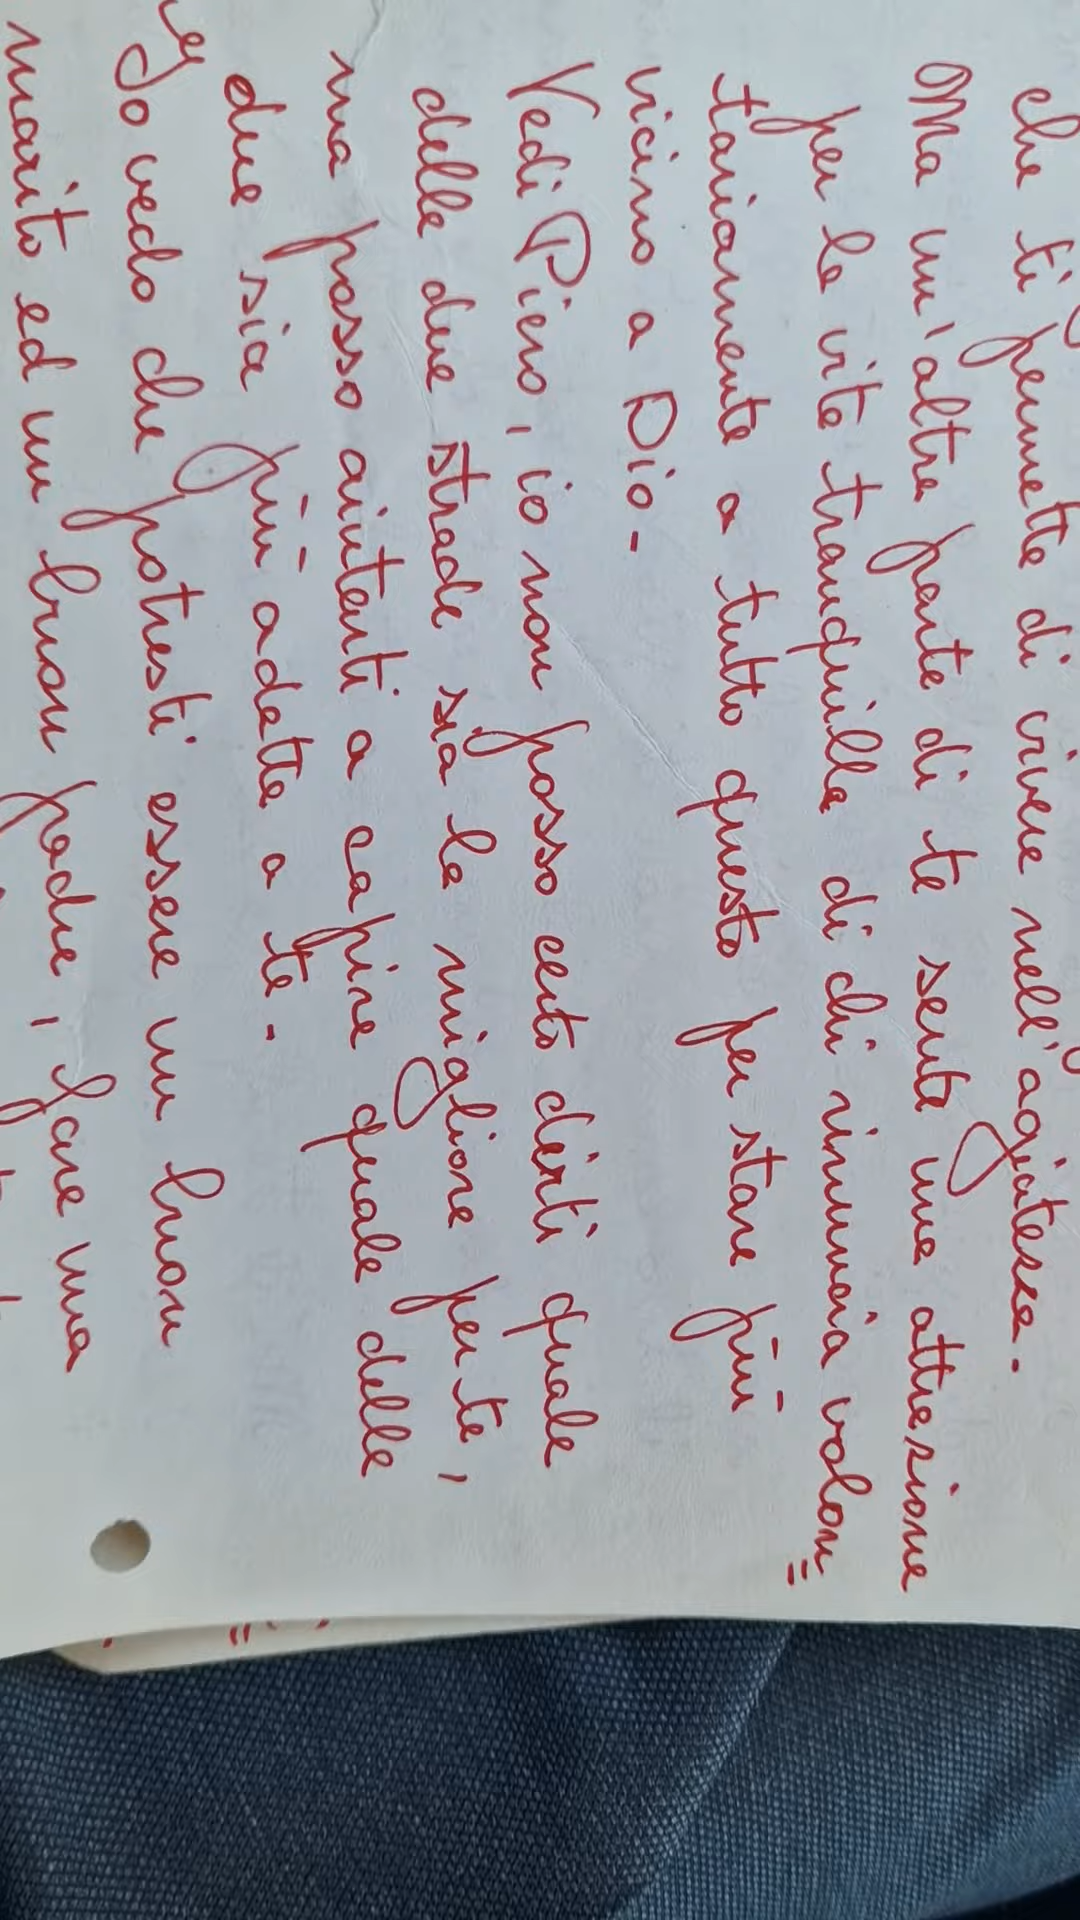 che ti permette di vivere nell'agiatezza.
Ma un'altra parte di te sente una attrazione
per la vita tranquilla di chi rinuncia volon=
tariamente a tutto questo per stare più
vicino a Dio-
Vedi Piero, io non posso certo dirti quale
delle due strade sia la migliore per te,
ma posso aiutarti a capire quale delle
due sia più adatta a te-
Io vedo che potresti essere un buon
marito ed un buon padre, fare una